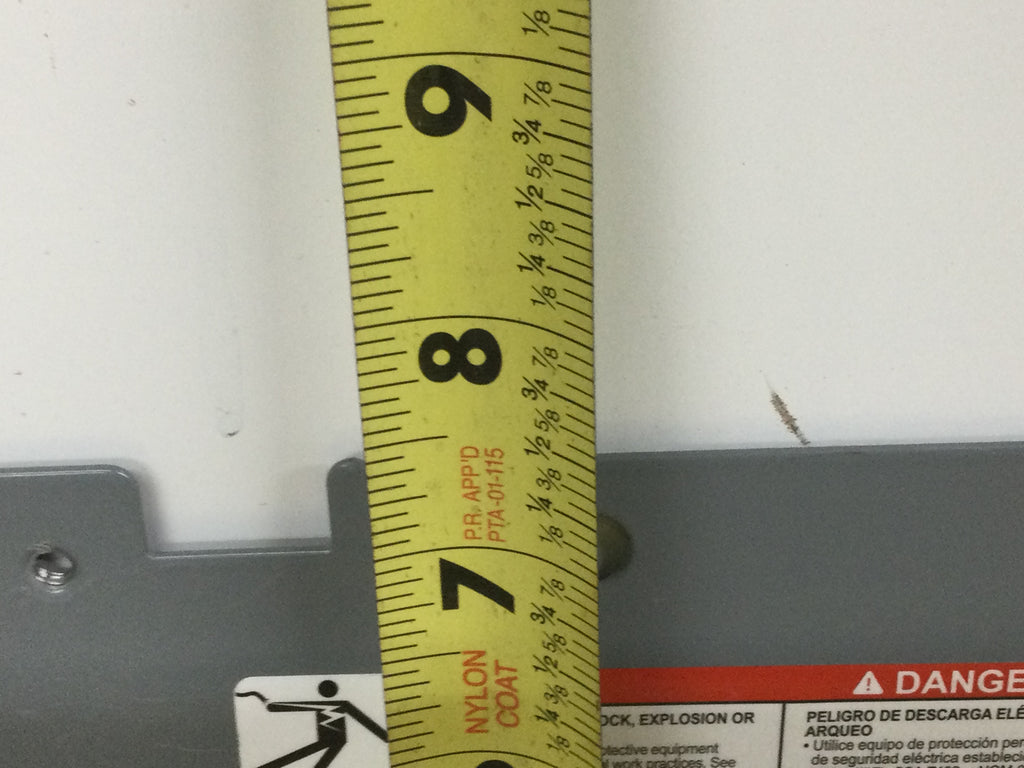 1/8
9
7/8
3/4
5/8
1/2
3/8
1/4
1/8
8
7/8
3/4
5/8
1/2
3/8
1/4
1/8
P.R. APP'D
PTA-01-115
7
7/8
3/4
5/8
1/2
3/8
1/4
1/8
NYLON
COAT
DANGE
OCK, EXPLOSION OR
otective equipment
l work practices. See
PELIGRO DE DESCARGA ELÉ
ARQUEO
• Utilice equipo de protección per
de seguridad eléctrica estableci